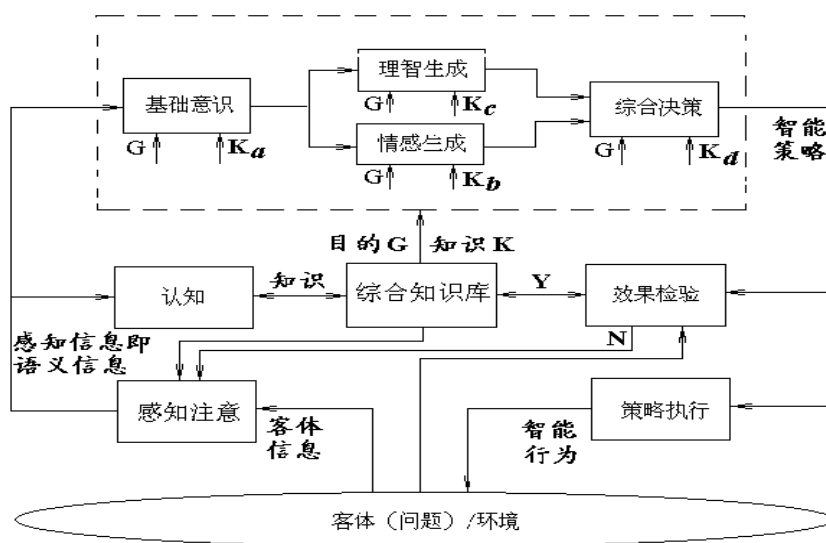 理智生成
G
Kc
基础意识
G
Ka
情感生成
G
Kb
综合决策
G
Kd
智能
策略
目的 G
知识 K
认知
知识
综合知识库
Y
效果检验
N
感知信息即
语义信息
感知注意
客体
信息
智能
行为
策略执行
客体（问题）/环境